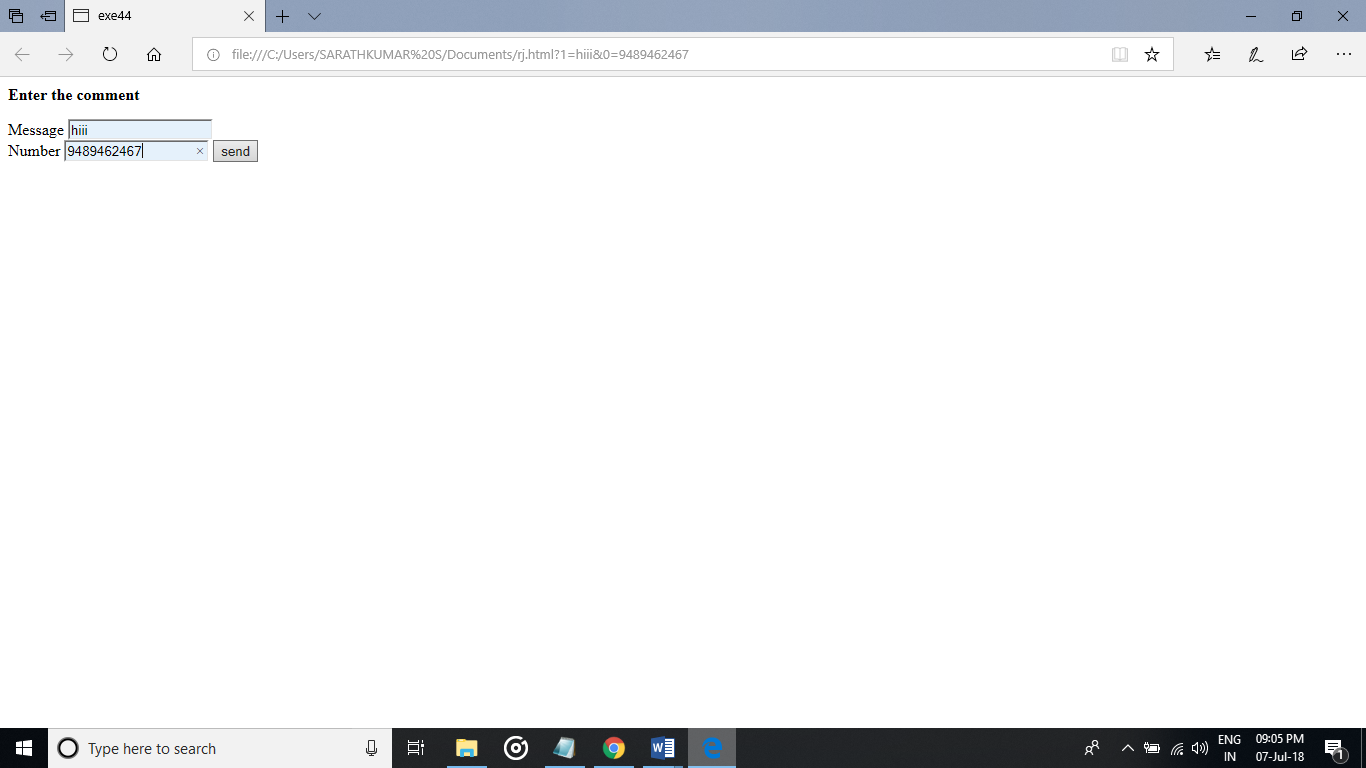 exe44
file:///C:/Users/SARATHKUMAR%20S/Documents/rj.html?1=hiii&0=9489462467
Enter the comment
Message hiii
Number 9489462467 × send
Type here to search
ENG
IN
09:05 PM
07-Jul-18
1